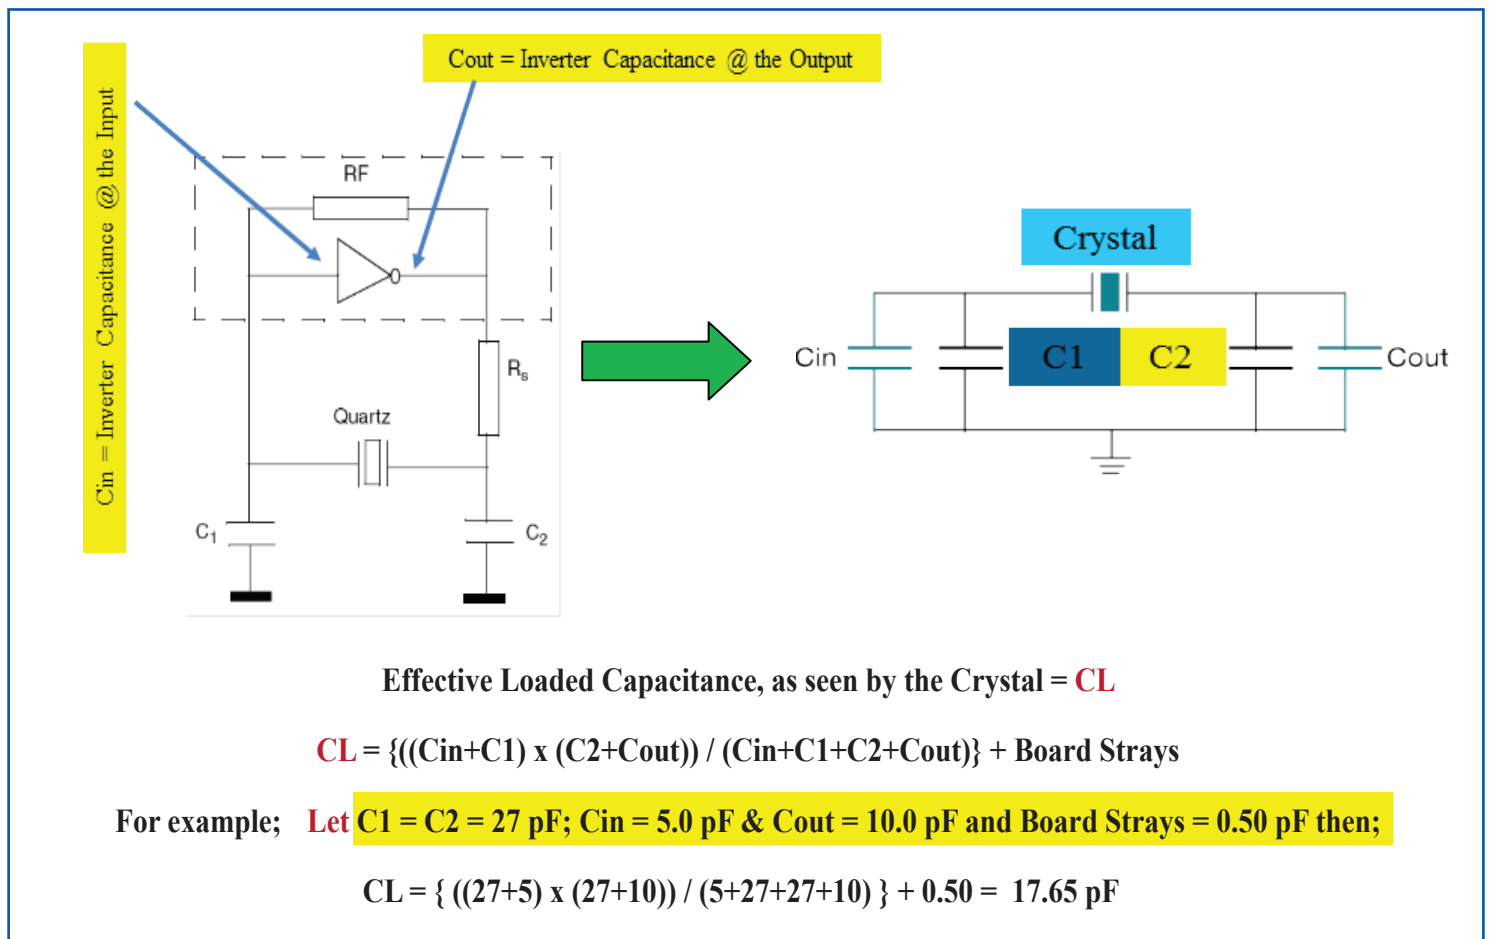 Cout = Inverter Capacitance @ the Output
Cin = Inverter Capacitance @ the Input
RF
Rs
Quartz
C1
C2
Crystal
Cin
C1
C2
Cout
Effective Loaded Capacitance, as seen by the Crystal = CL
CL = {((Cin+C1) x (C2+Cout)) / (Cin+C1+C2+Cout)} + Board Strays
For example; Let C1 = C2 = 27 pF; Cin = 5.0 pF & Cout = 10.0 pF and Board Strays = 0.50 pF then;
CL = { ((27+5) x (27+10)) / (5+27+27+10) } + 0.50 = 17.65 pF